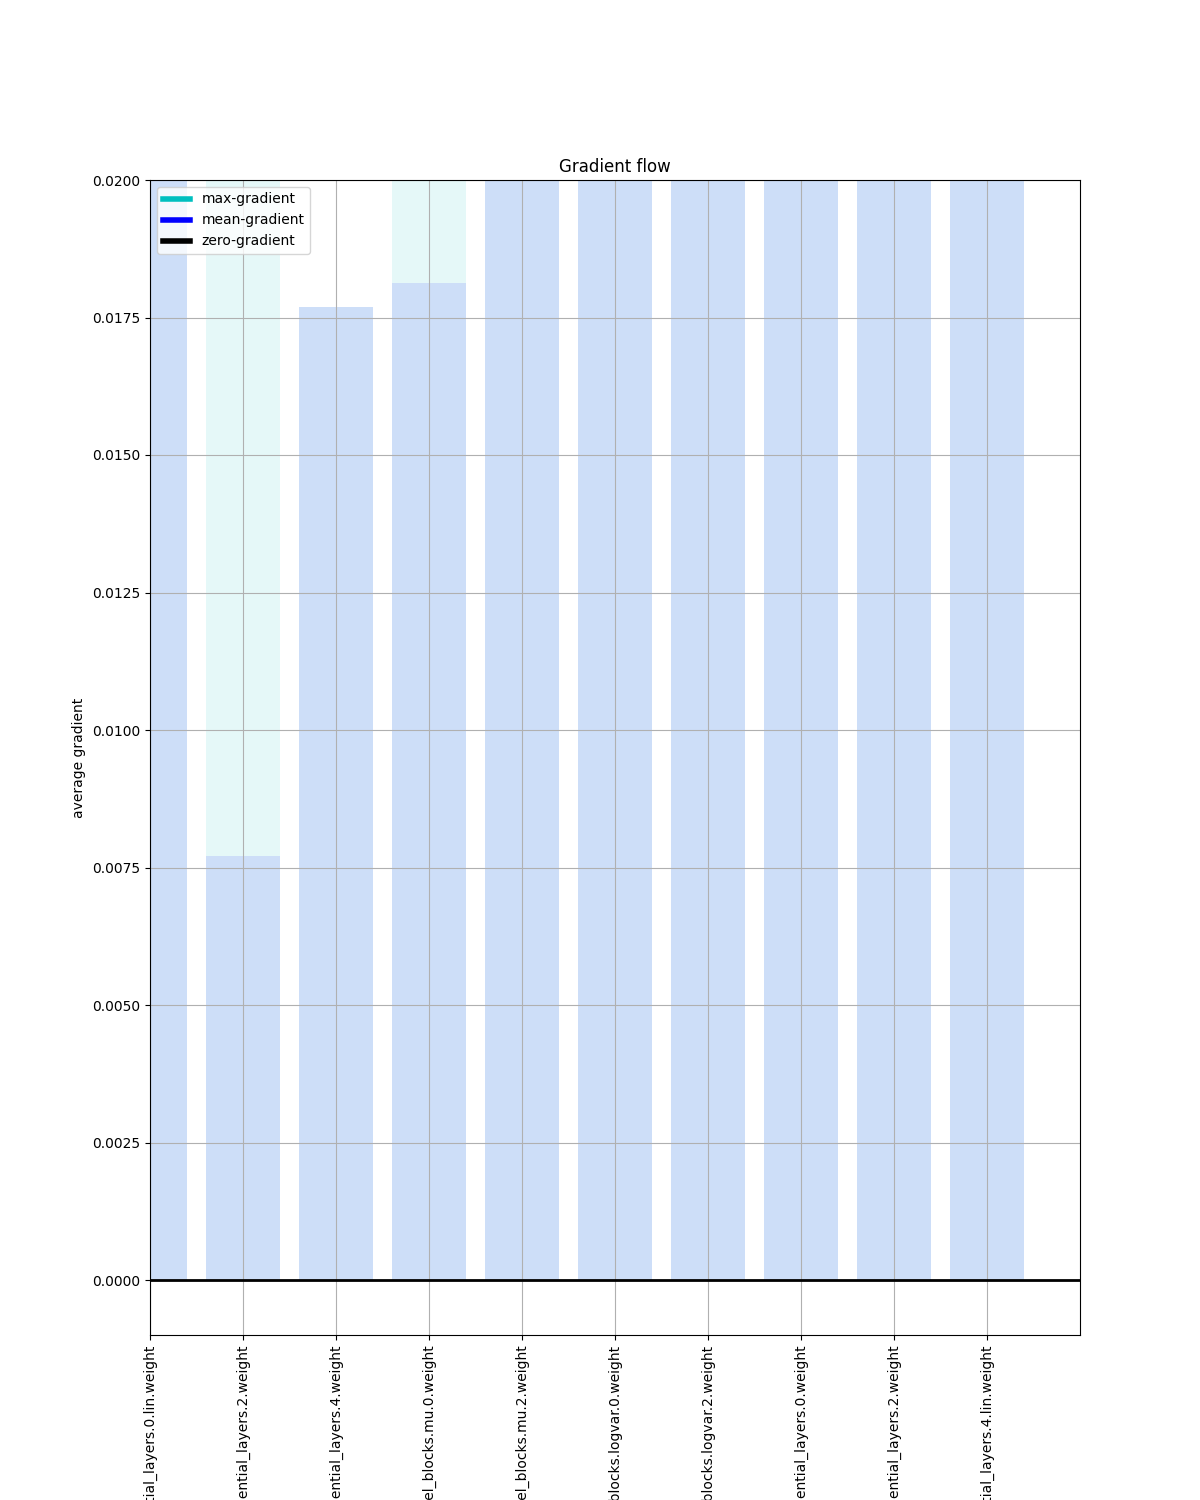 Gradient flow
max-gradient
mean-gradient
zero-gradient
0.0200
0.0175
0.0150
0.0125
0.0100
0.0075
0.0050
0.0025
0.0000
average gradient
tial_layers.0.lin.weight
ential_layers.2.weight
ential_layers.4.weight
el_blocks.mu.0.weight
el_blocks.mu.2.weight
blocks.logvar.0.weight
blocks.logvar.2.weight
ential_layers.0.weight
ential_layers.2.weight
tial_layers.4.lin.weight